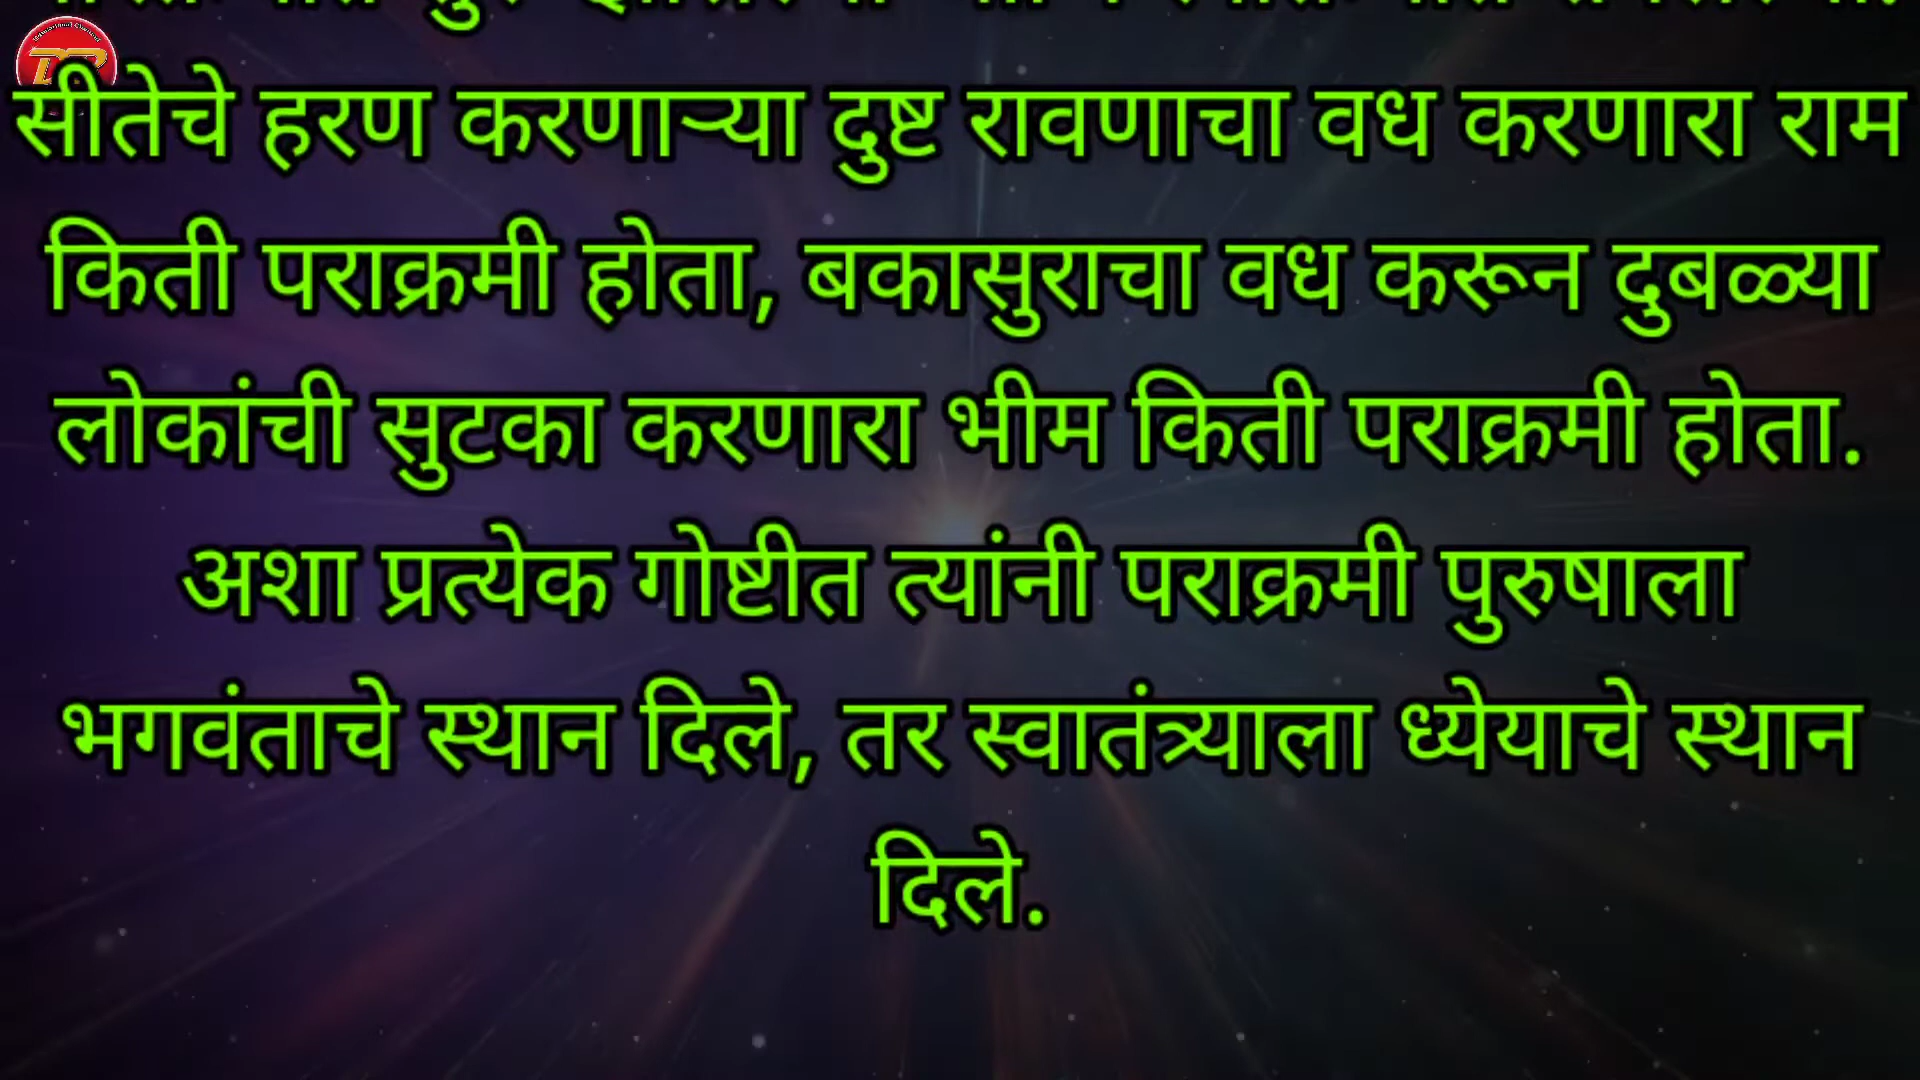 सीतेचे हरण करणाऱ्या दुष्ट रावणाचा वध करणारा राम
किती पराक्रमी होता, बकासुराचा वध करून दुबळ्या
लोकांची सुटका करणारा भीम किती पराक्रमी होता.
अशा प्रत्येक गोष्टीत त्यांनी पराक्रमी पुरुषाला
भगवंताचे स्थान दिले, तर स्वातंत्र्याला ध्येयाचे स्थान
दिले.